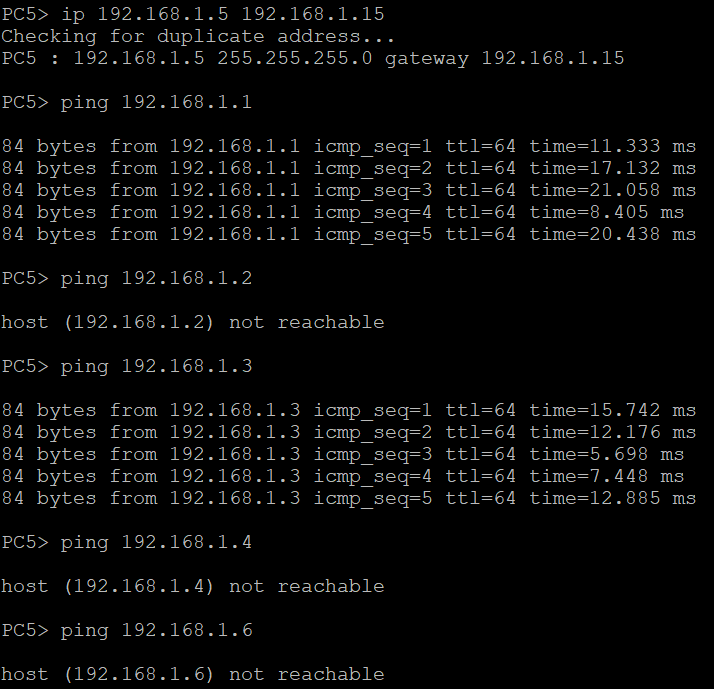 PC5> ip 192.168.1.5 192.168.1.15
Checking for duplicate address...
PC5 : 192.168.1.5 255.255.255.0 gateway 192.168.1.15
PC5> ping 192.168.1.1
84 bytes from 192.168.1.1 icmp_seq=1 ttl=64 time=11.333 ms
84 bytes from 192.168.1.1 icmp_seq=2 ttl=64 time=17.132 ms
84 bytes from 192.168.1.1 icmp_seq=3 ttl=64 time=21.058 ms
84 bytes from 192.168.1.1 icmp_seq=4 ttl=64 time=8.405 ms
84 bytes from 192.168.1.1 icmp_seq=5 ttl=64 time=20.438 ms
PC5> ping 192.168.1.2
host (192.168.1.2) not reachable
PC5> ping 192.168.1.3
84 bytes from 192.168.1.3 icmp_seq=1 ttl=64 time=15.742 ms
84 bytes from 192.168.1.3 icmp_seq=2 ttl=64 time=12.176 ms
84 bytes from 192.168.1.3 icmp_seq=3 ttl=64 time=5.698 ms
84 bytes from 192.168.1.3 icmp_seq=4 ttl=64 time=7.448 ms
84 bytes from 192.168.1.3 icmp_seq=5 ttl=64 time=12.885 ms
PC5> ping 192.168.1.4
host (192.168.1.4) not reachable
PC5> ping 192.168.1.6
host (192.168.1.6) not reachable